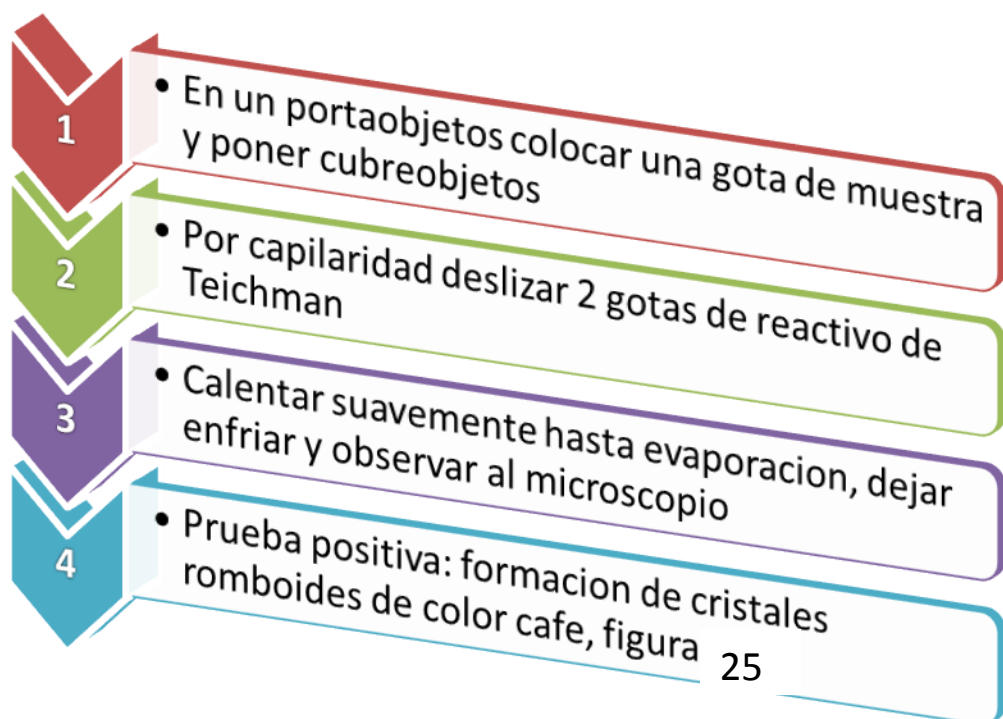 1
• En un portaobjetos colocar una gota de muestra
y poner cubreobjetos
2
• Por capilaridad deslizar 2 gotas de reactivo de
Teichman
3
• Calentar suavemente hasta evaporacion, dejar
enfriar y observar al microscopio
4
• Prueba positiva: formacion de cristales
romboides de color cafe, figura 25